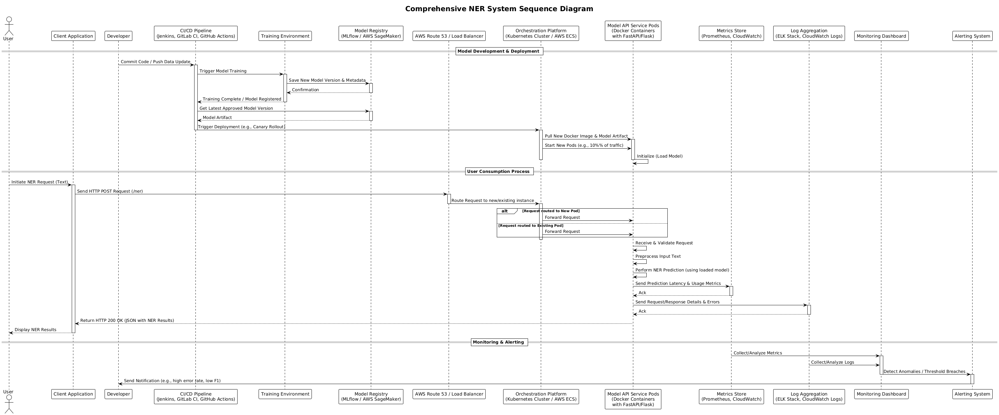 Comprehensive NER System Sequence Diagram
User
Client Application
Developer
CI/CD Pipeline
(Jenkins, GitLab CI, GitHub Actions)
Training Environment
Model Registry
(MLflow / AWS SageMaker)
AWS Route 53 / Load Balancer
Orchestration Platform
(Kubernetes Cluster / AWS ECS)
Model API Service Pods
(Docker Containers
with FastAPI/Flask)
Metrics Store
(Prometheus, CloudWatch)
Log Aggregation
(ELK Stack, CloudWatch Logs)
Monitoring Dashboard
Alerting System
Model Development & Deployment
Commit Code / Push Data Update
Trigger Model Training
Save New Model Version & Metadata
Confirmation
Training Complete / Model Registered
Get Latest Approved Model Version
Model Artifact
Trigger Deployment (e.g., Canary Rollout)
Pull New Docker Image & Model Artifact
Start New Pods (e.g., 10%% of traffic)
Initialize (Load Model)
User Consumption Process
Initiate NER Request (Text)
Send HTTP POST Request (/ner)
Route Request to new/existing instance
alt [Request routed to New Pod]
Forward Request
[Request routed to Existing Pod]
Forward Request
Receive & Validate Request
Preprocess Input Text
Perform NER Prediction (using loaded model)
Send Prediction Latency & Usage Metrics
Ack
Send Request/Response Details & Errors
Ack
Return HTTP 200 OK (JSON with NER Results)
Display NER Results
Monitoring & Alerting
Collect/Analyze Metrics
Collect/Analyze Logs
Detect Anomalies / Threshold Breaches
Send Notification (e.g., high error rate, low F1)
User
Client Application
Developer
CI/CD Pipeline
(Jenkins, GitLab CI, GitHub Actions)
Training Environment
Model Registry
(MLflow / AWS SageMaker)
AWS Route 53 / Load Balancer
Orchestration Platform
(Kubernetes Cluster / AWS ECS)
Model API Service Pods
(Docker Containers
with FastAPI/Flask)
Metrics Store
(Prometheus, CloudWatch)
Log Aggregation
(ELK Stack, CloudWatch Logs)
Monitoring Dashboard
Alerting System